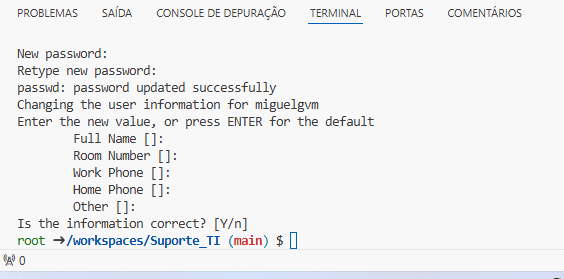 PROBLEMAS SAÍDA CONSOLE DE DEPURAÇÃO TERMINAL PORTAS COMENTÁRIOS
New password:
Retype new password:
passwd: password updated successfully
Changing the user information for miguelgvm
Enter the new value, or press ENTER for the default
Full Name []:
Room Number []:
Work Phone []:
Home Phone []:
Other []:
Is the information correct? [Y/n]
root ➜/workspaces/Suporte_TI (main) $
0